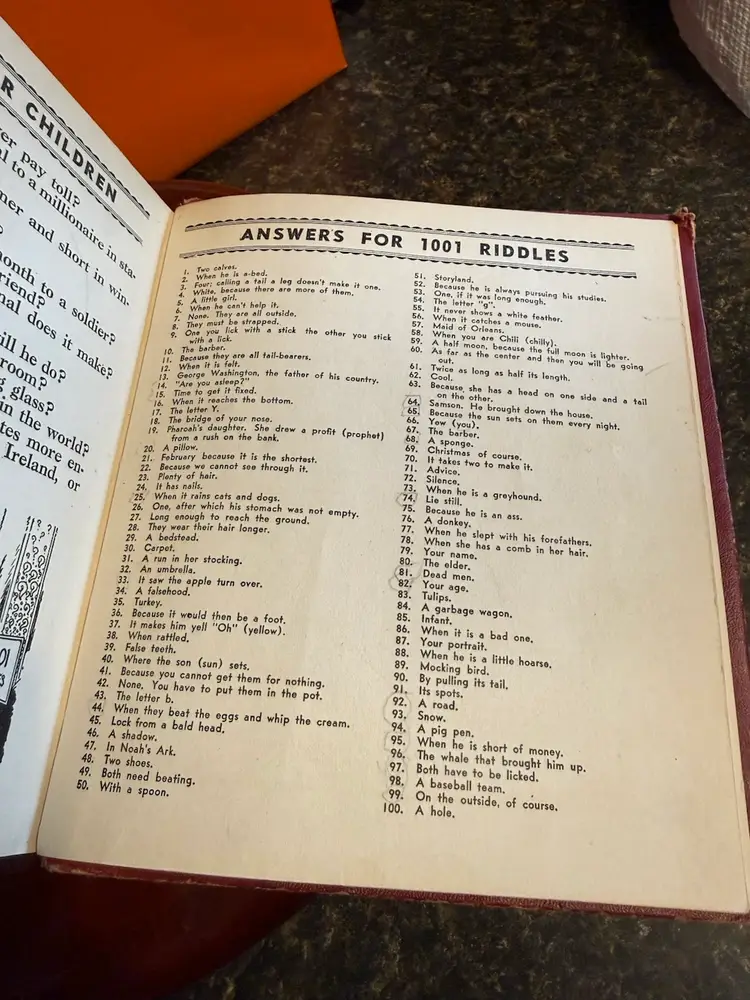 R CHILDREN
er pay toll?
l to a millionaire in sta-
ner and short in win-
?
month to a soldier?
riend?
nal does it make?
ill he do?
room?
g glass?
in the world?
tes more en-
Ireland, or
ANSWERS FOR 1001 RIDDLES
1. Two calves.
2. When he is a-bed.
3. Four; calling a tail a leg doesn't make it one.
4. White, because there are more of them.
5. A little girl.
6. When he can't help it.
7. None. They are all outside.
8. They must be strapped.
9. One you lick with a stick the other you stick
with a lick.
10. The barber.
11. Because they are all tail-bearers.
12. When it is felt.
13. George Washington, the father of his country.
14. "Are you asleep?"
15. Time to get it fixed.
16. When it reaches the bottom.
17. The letter Y.
18. The bridge of your nose.
19. Pharoah's daughter. She drew a profit (prophet)
from a rush on the bank.
20. A pillow.
21. February because it is the shortest.
22. Because we cannot see through it.
23. Plenty of hair.
24. It has nails.
25. When it rains cats and dogs.
26. One, after which his stomach was not empty.
27. Long enough to reach the ground.
28. They wear their hair longer.
29. A bedstead.
30. Carpet.
31. A run in her stocking.
32. An umbrella.
33. It saw the apple turn over.
34. A falsehood.
35. Turkey.
36. Because it would then be a foot.
37. It makes him yell "Oh" (yellow).
38. When rattled.
39. False teeth.
40. Where the son (sun) sets.
41. Because you cannot get them for nothing.
42. None. You have to put them in the pot.
43. The letter b.
44. When they beat the eggs and whip the cream.
45. Lock from a bald head.
46. A shadow.
47. In Noah's Ark.
48. Two shoes.
49. Both need beating.
50. With a spoon.
51. Storyland.
52. Because he is always pursuing his studies.
53. One, if it was long enough.
54. The letter "g".
55. It never shows a white feather.
56. When it catches a mouse.
57. Maid of Orleans.
58. When you are Chili (chilly).
59. A half moon, because the full moon is lighter.
60. As far as the center and then you will be going
out.
61. Twice as long as half its length.
62. Cool.
63. Because, she has a head on one side and a tail
on the other.
64. Samson. He brought down the house.
65. Because the sun sets on them every night.
66. Yew (you).
67. The barber.
68. A sponge.
69. Christmas of course.
70. It takes two to make it.
71. Advice.
72. Silence.
73. When he is a greyhound.
74. Lie still.
75. Because he is an ass.
76. A donkey.
77. When he slept with his forefathers.
78. When she has a comb in her hair.
79. Your name.
80. The elder.
81. Dead men.
82. Your age.
83. Tulips.
84. A garbage wagon.
85. Infant.
86. When it is a bad one.
87. Your portrait.
88. When he is a little hoarse.
89. Mocking bird.
90. By pulling its tail.
91. Its spots.
92. A road.
93. Snow.
94. A pig pen.
95. When he is short of money.
96. The whale that brought him up.
97. Both have to be licked.
98. A baseball team.
99. On the outside, of course.
100. A hole.